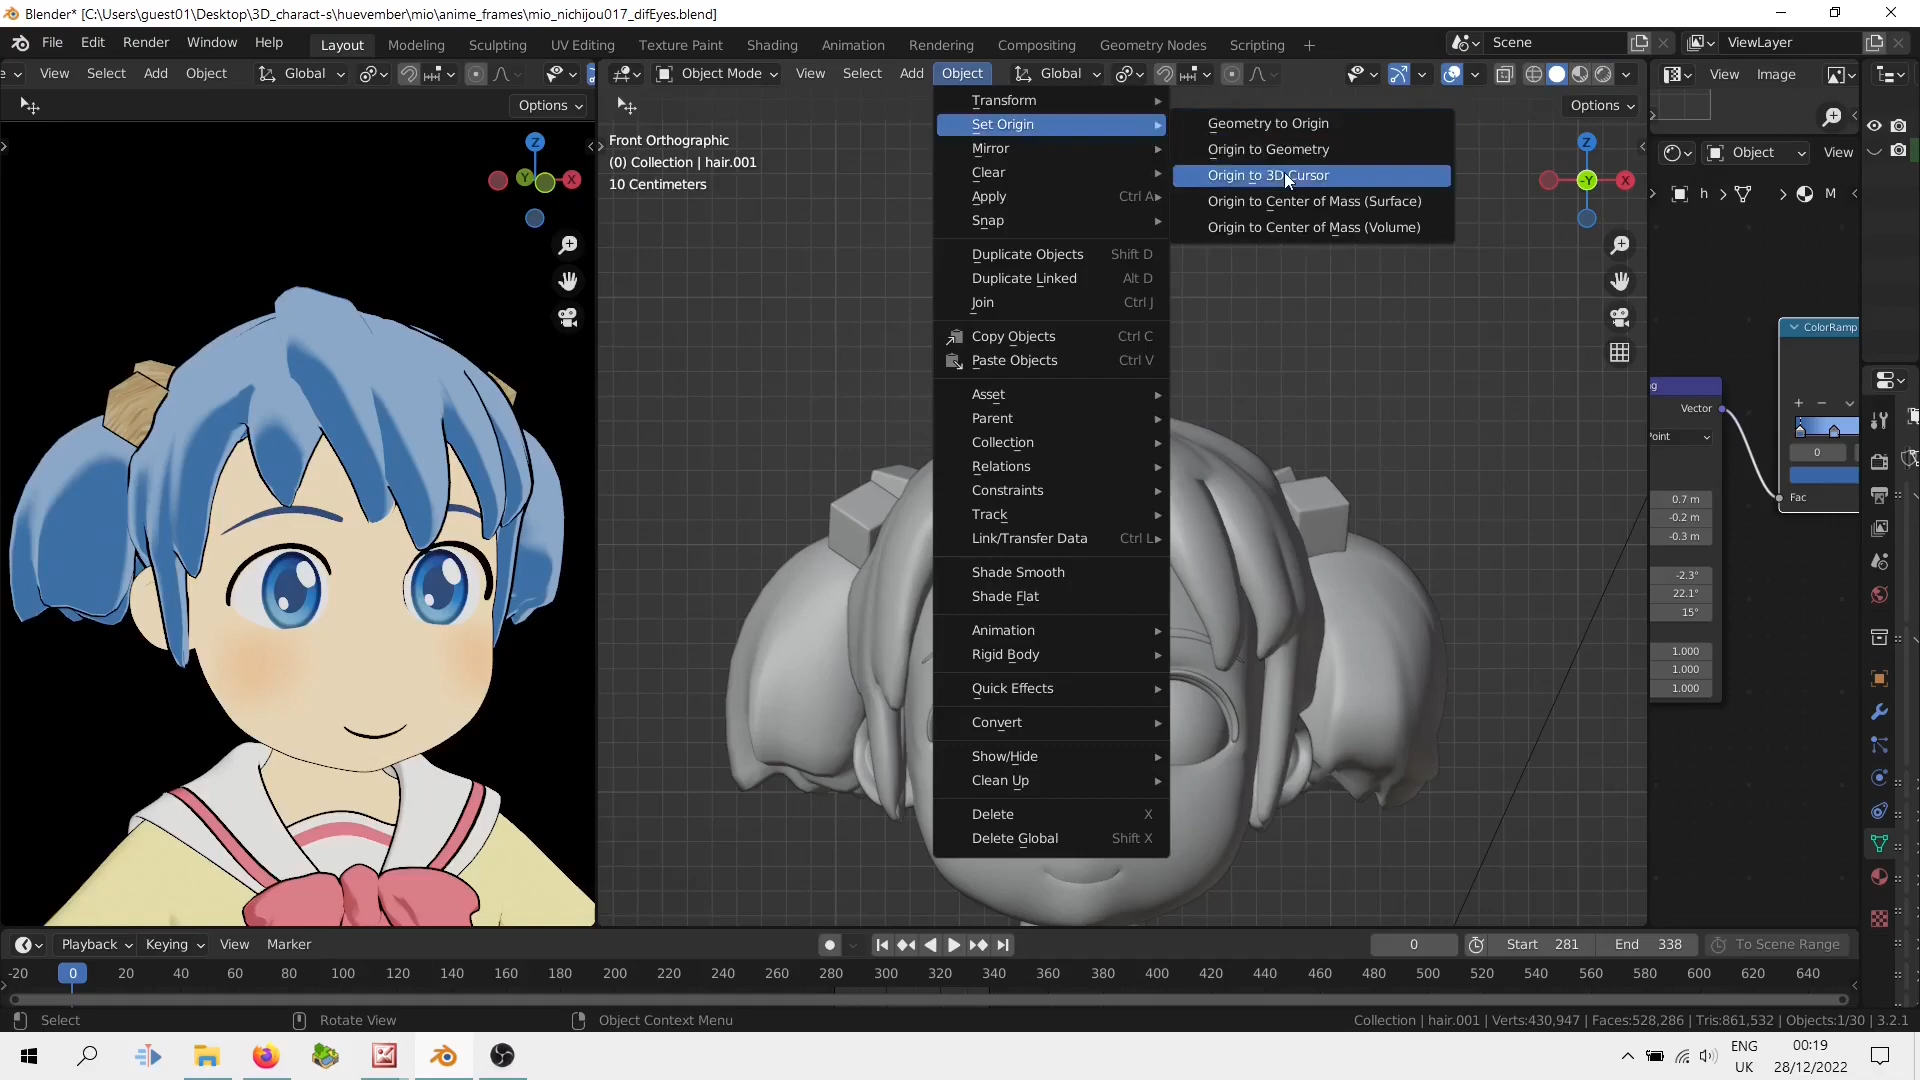 Blender* [C:\Users\guest01\Desktop\3D_charact-s\huevember\mio\anime_frames\mio_nichijou017_difEyes.blend]
File Edit Render Window Help
Layout Modeling Sculpting UV Editing Texture Paint Shading Animation Rendering Compositing Geometry Nodes Scripting +
Scene
ViewLayer
View Select Add Object Global
Object Mode View Select Add Object Global
View Image
Options
Options
Object View
Front Orthographic
(0) Collection | hair.001
10 Centimeters
Z
Y
X
Z
-Y
X
h
M
Transform
Set Origin
Mirror
Clear
Apply Ctrl A
Snap
Duplicate Objects Shift D
Duplicate Linked Alt D
Join Ctrl J
Copy Objects Ctrl C
Paste Objects Ctrl V
Asset
Parent
Collection
Relations
Constraints
Track
Link/Transfer Data Ctrl L
Shade Smooth
Shade Flat
Animation
Rigid Body
Quick Effects
Convert
Show/Hide
Clean Up
Delete X
Delete Global Shift X
Geometry to Origin
Origin to Geometry
Origin to 3D Cursor
Origin to Center of Mass (Surface)
Origin to Center of Mass (Volume)
ColorRamp
Vector
0
Fac
0.7 m
-0.2 m
-0.3 m
-2.3°
22.1°
15°
1.000
1.000
1.000
Playback Keying View Marker
0
Start 281 End 338
To Scene Range
-20 0 20 40 60 80 100 120 140 160 180 200 220 240 260 280 300 320 340 360 380 400 420 440 460 480 500 520 540 560 580 600 620 640
Select
Rotate View
Object Context Menu
Collection | hair.001 | Verts:430,947 | Faces:528,286 | Tris:861,532 | Objects:1/30 | 3.2.1
ENG
UK
00:19
28/12/2022